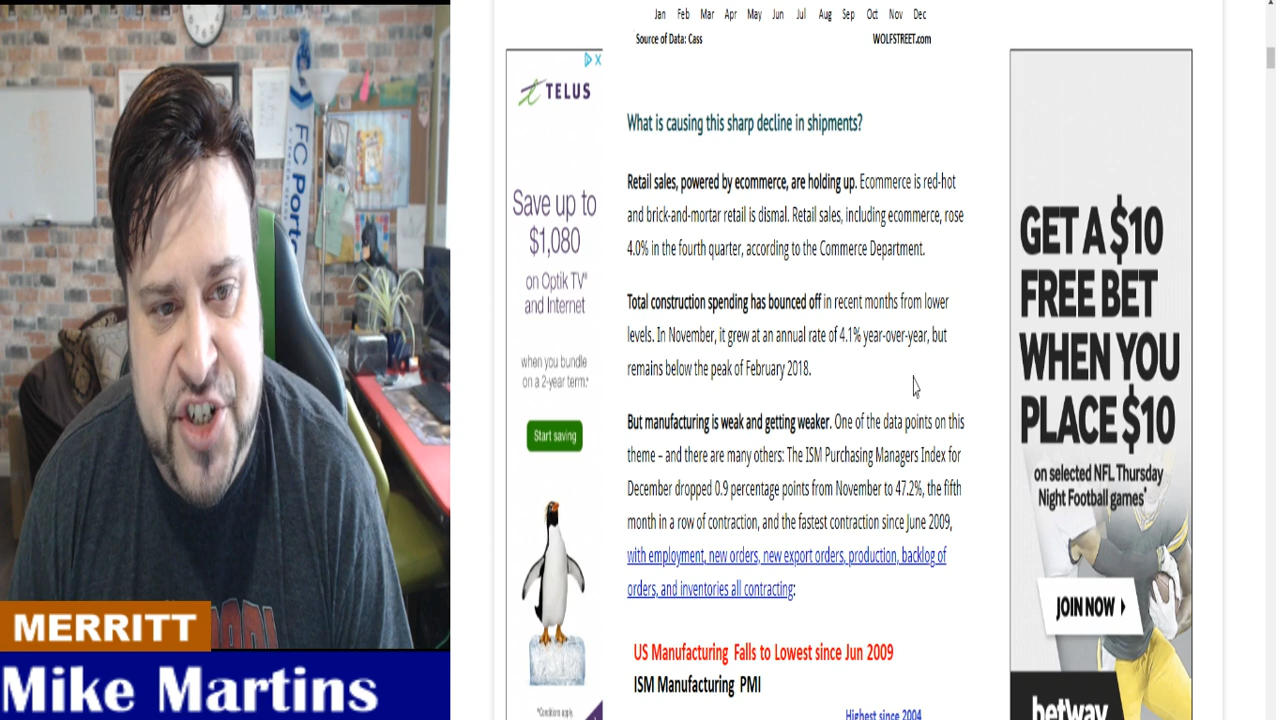 FC Porto
MERRITT
Mike Martins
Jan Feb Mar Apr May Jun Jul Aug Sep Oct Nov Dec
Source of Data: Cass
WOLFSTREET.com
TELUS
Save up to
$1,080
on Optik TV®
and Internet
when you bundle
on a 2-year term.*
Start saving
*Conditions apply.
What is causing this sharp decline in shipments?
Retail sales, powered by ecommerce, are holding up. Ecommerce is red-hot
and brick-and-mortar retail is dismal. Retail sales, including ecommerce, rose
4.0% in the fourth quarter, according to the Commerce Department.
Total construction spending has bounced off in recent months from lower
levels. In November, it grew at an annual rate of 4.1% year-over-year, but
remains below the peak of February 2018.
But manufacturing is weak and getting weaker. One of the data points on this
theme – and there are many others: The ISM Purchasing Managers Index for
December dropped 0.9 percentage points from November to 47.2%, the fifth
month in a row of contraction, and the fastest contraction since June 2009,
with employment, new orders, new export orders, production, backlog of
orders, and inventories all contracting:
US Manufacturing Falls to Lowest since Jun 2009
ISM Manufacturing PMI
Highest since 2004
GET A $10
FREE BET
WHEN YOU
PLACE $10
on selected NFL Thursday
Night Football games*
JOIN NOW
betway